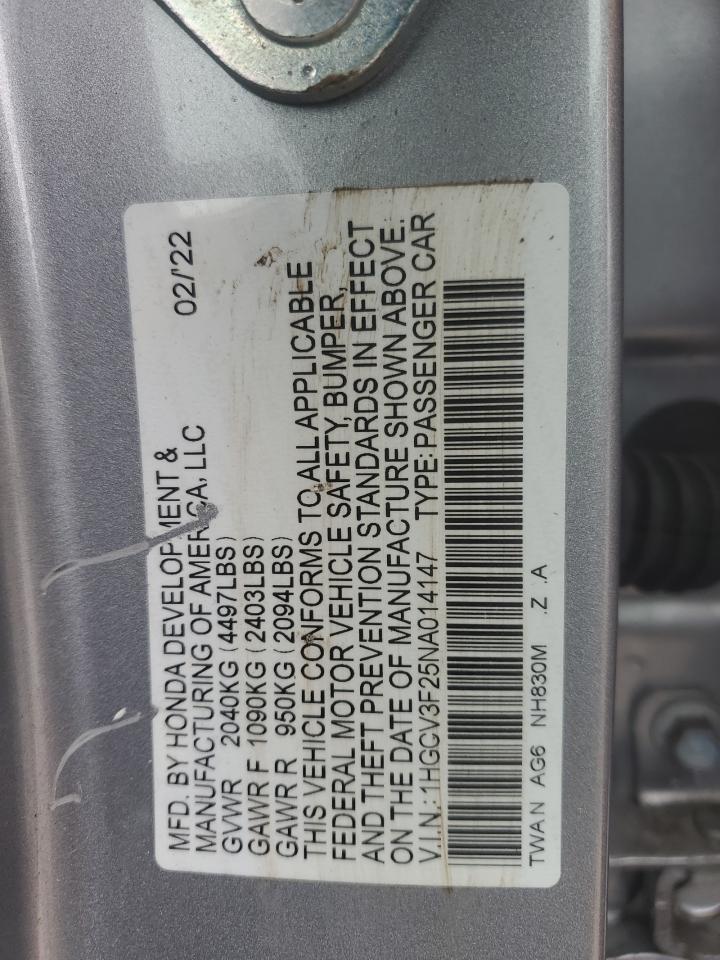 MFD. BY HONDA DEVELOPMENT &
MANUFACTURING OF AMERICA, LLC 02/'22
GVWR 2040KG (4497LBS)
GAWR F 1090KG (2403LBS)
GAWR R 950KG (2094LBS)
THIS VEHICLE CONFORMS TO ALL APPLICABLE
FEDERAL MOTOR VEHICLE SAFETY, BUMPER,
AND THEFT PREVENTION STANDARDS IN EFFECT
ON THE DATE OF MANUFACTURE SHOWN ABOVE.
V.I.N.:1HGCV3F25NA014147 TYPE:PASSENGER CAR
TWAN AG6 NH830M .Z .A